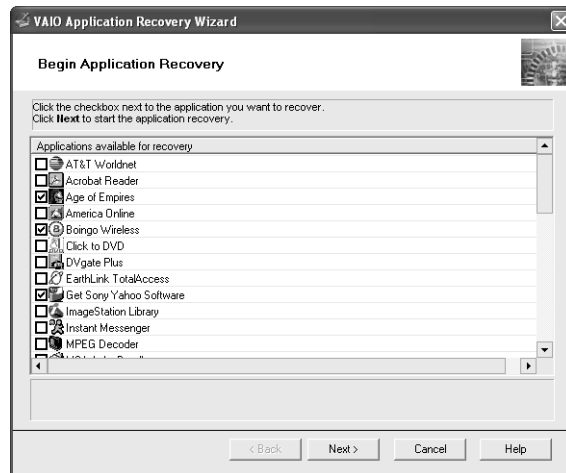 VAIO Application Recovery Wizard
Begin Application Recovery
Click the checkbox next to the application you want to recover.
Click Next to start the application recovery.
Applications available for recovery
AT&T Worldnet
Acrobat Reader
Age of Empires
America Online
Boingo Wireless
Click to DVD
DVgate Plus
EarthLink TotalAccess
Get Sony Yahoo Software
ImageStation Library
Instant Messenger
MPEG Decoder
< Back
Next >
Cancel
Help